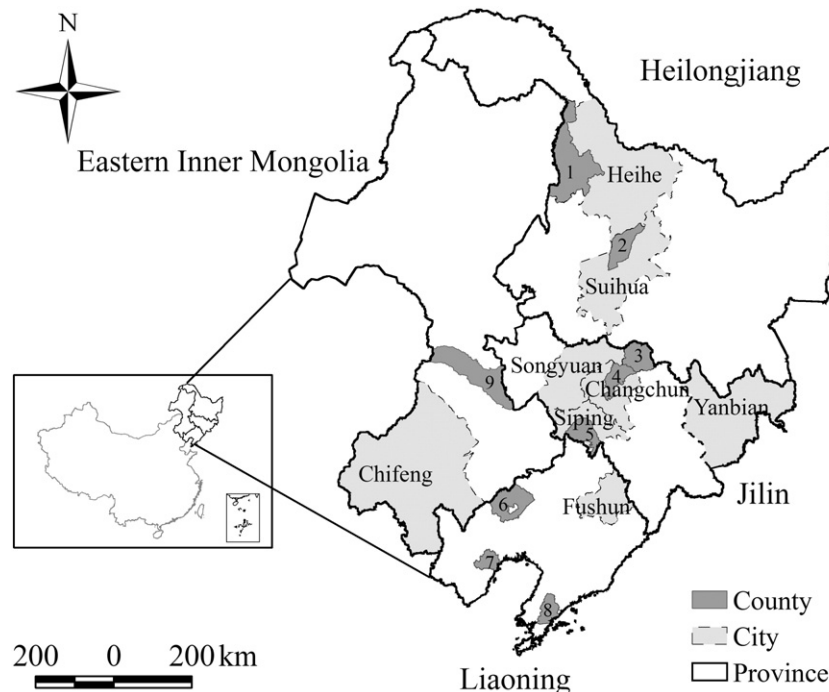 N
Heilongjiang
Eastern Inner Mongolia
1
Heihe
2
Suihua
3
Songyuan
4
9
Changchun
Yanbian
Siping
5
Chifeng
6
Fushun
Jilin
7
8
County
City
200 0 200 km
Province
Liaoning